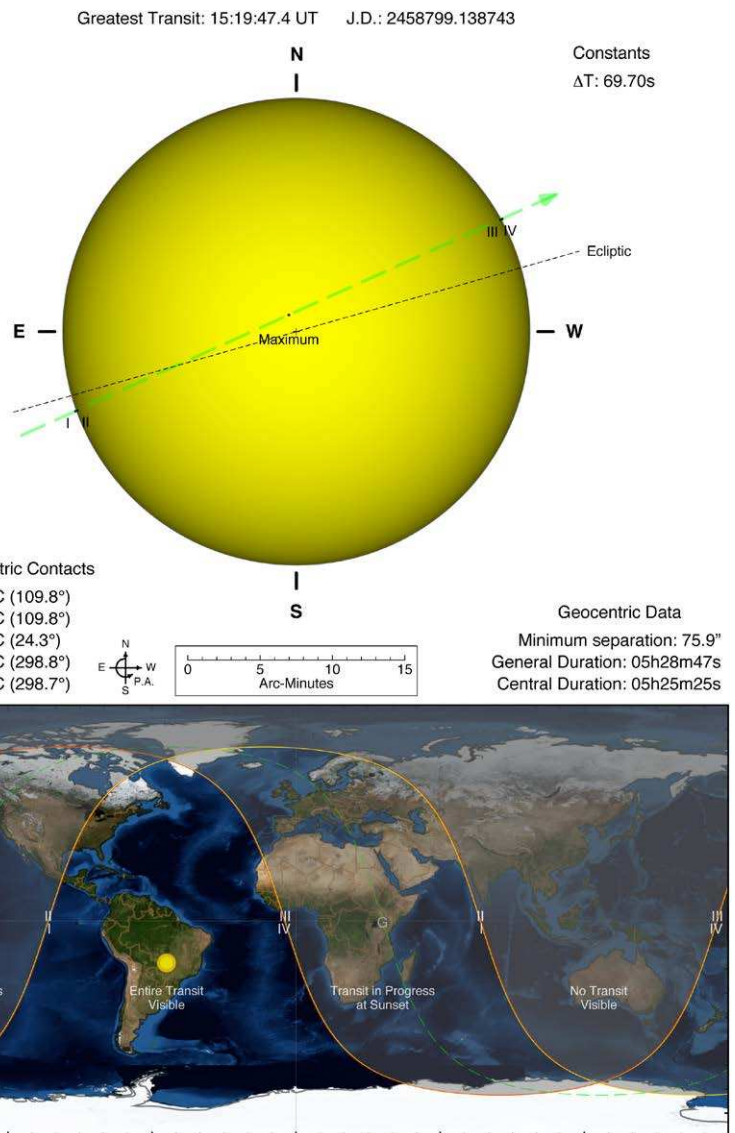 Greatest Transit: 15:19:47.4 UT J.D.: 2458799.138743
Constants
ΔT: 69.70s
N
III IV
Ecliptic
E
W
Maximum
I II
S
tric Contacts
C (109.8°)
C (109.8°)
C (24.3°)
C (298.8°)
C (298.7°)
N
E W
S P.A.
0 5 10 15
Arc-Minutes
Geocentric Data
Minimum separation: 75.9”
General Duration: 05h28m47s
Central Duration: 05h25m25s
II III II III
I IV I IV
G
s
Entire Transit
Visible
Transit in Progress
at Sunset
No Transit
Visible